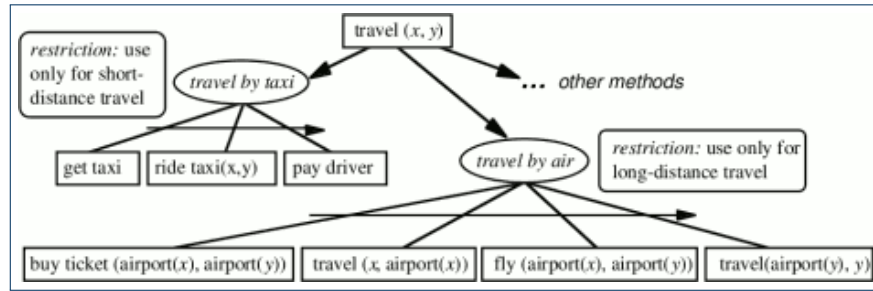 travel (x, y)
restriction: use
only for short-
distance travel
travel by taxi
... other methods
get taxi
ride taxi(x,y)
pay driver
travel by air
restriction: use only for
long-distance travel
buy ticket (airport(x), airport(y))
travel (x, airport(x))
fly (airport(x), airport(y))
travel(airport(y), y)